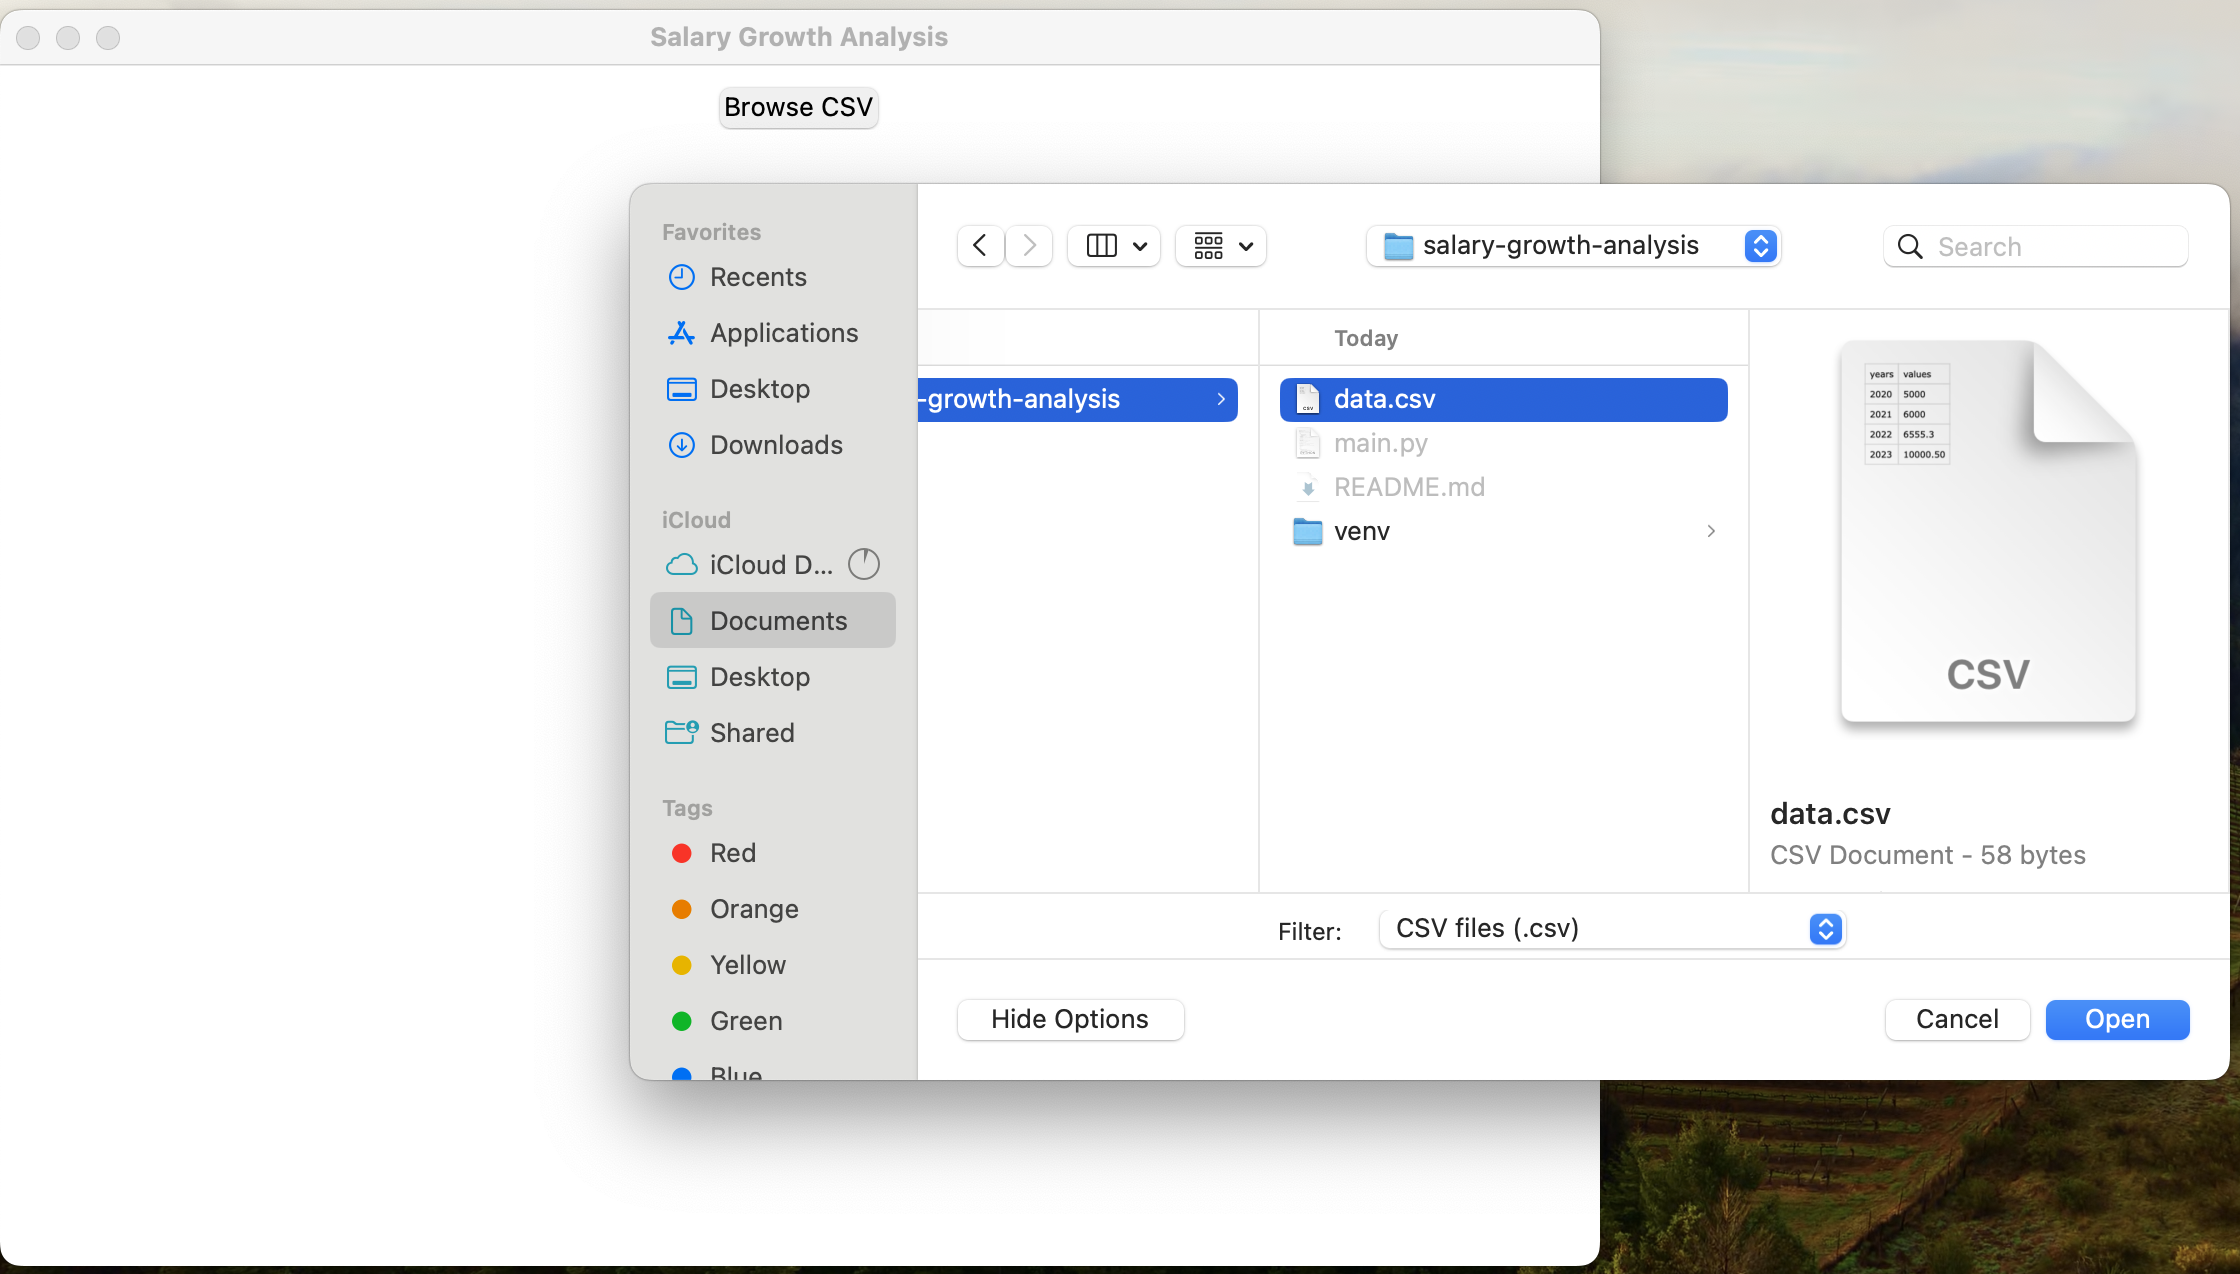 Salary Growth Analysis
Browse CSV
Favorites
Recents
Applications
Desktop
Downloads
iCloud
iCloud D...
Documents
Desktop
Shared
Tags
Red
Orange
Yellow
Green
Blue
salary-growth-analysis
Search
-growth-analysis
Today
data.csv
main.py
README.md
venv
years values
2020 5000
2021 6000
2022 6555.3
2023 10000.50
CSV
data.csv
CSV Document - 58 bytes
Filter: CSV files (.csv)
Hide Options
Cancel
Open